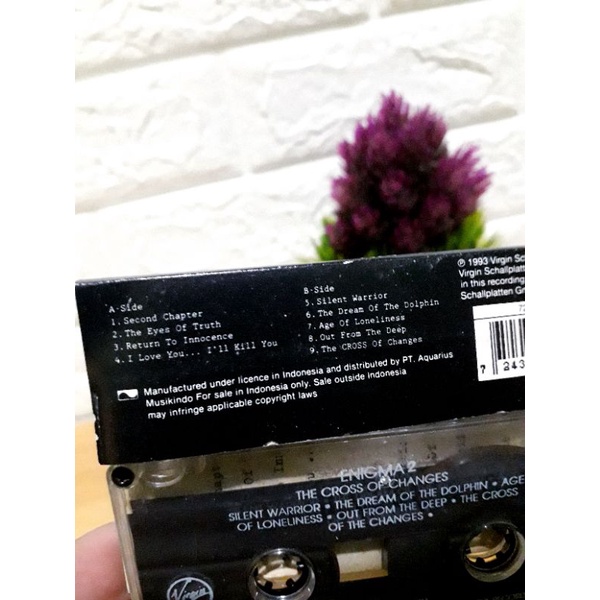 A-Side
1. Second Chapter
2. The Eyes Of Truth
3. Return To Innocence
4. I Love You... I'll Kill You
B-Side
5. Silent Warrior
6. The Dream Of The Dolphin
7. Age Of Loneliness
8. Out From The Deep
9. The CROSS Of Changes
℗ 1993 Virgin
Virgin
in this recording
Schallplatten
Manufactured under licence in Indonesia and distributed by PT. Aquarius
Musikindo For sale in Indonesia only. Sale outside indonesia
may infringe applicable copyright laws
7 243
ENIGMA 2
THE CROSS OF CHANGES
SILENT WARRIOR • THE DREAM OF THE DOLPHIN • AGE
OF LONELINESS • OUT FROM THE DEEP • THE CROSS
OF THE CHANGES •
Virgin